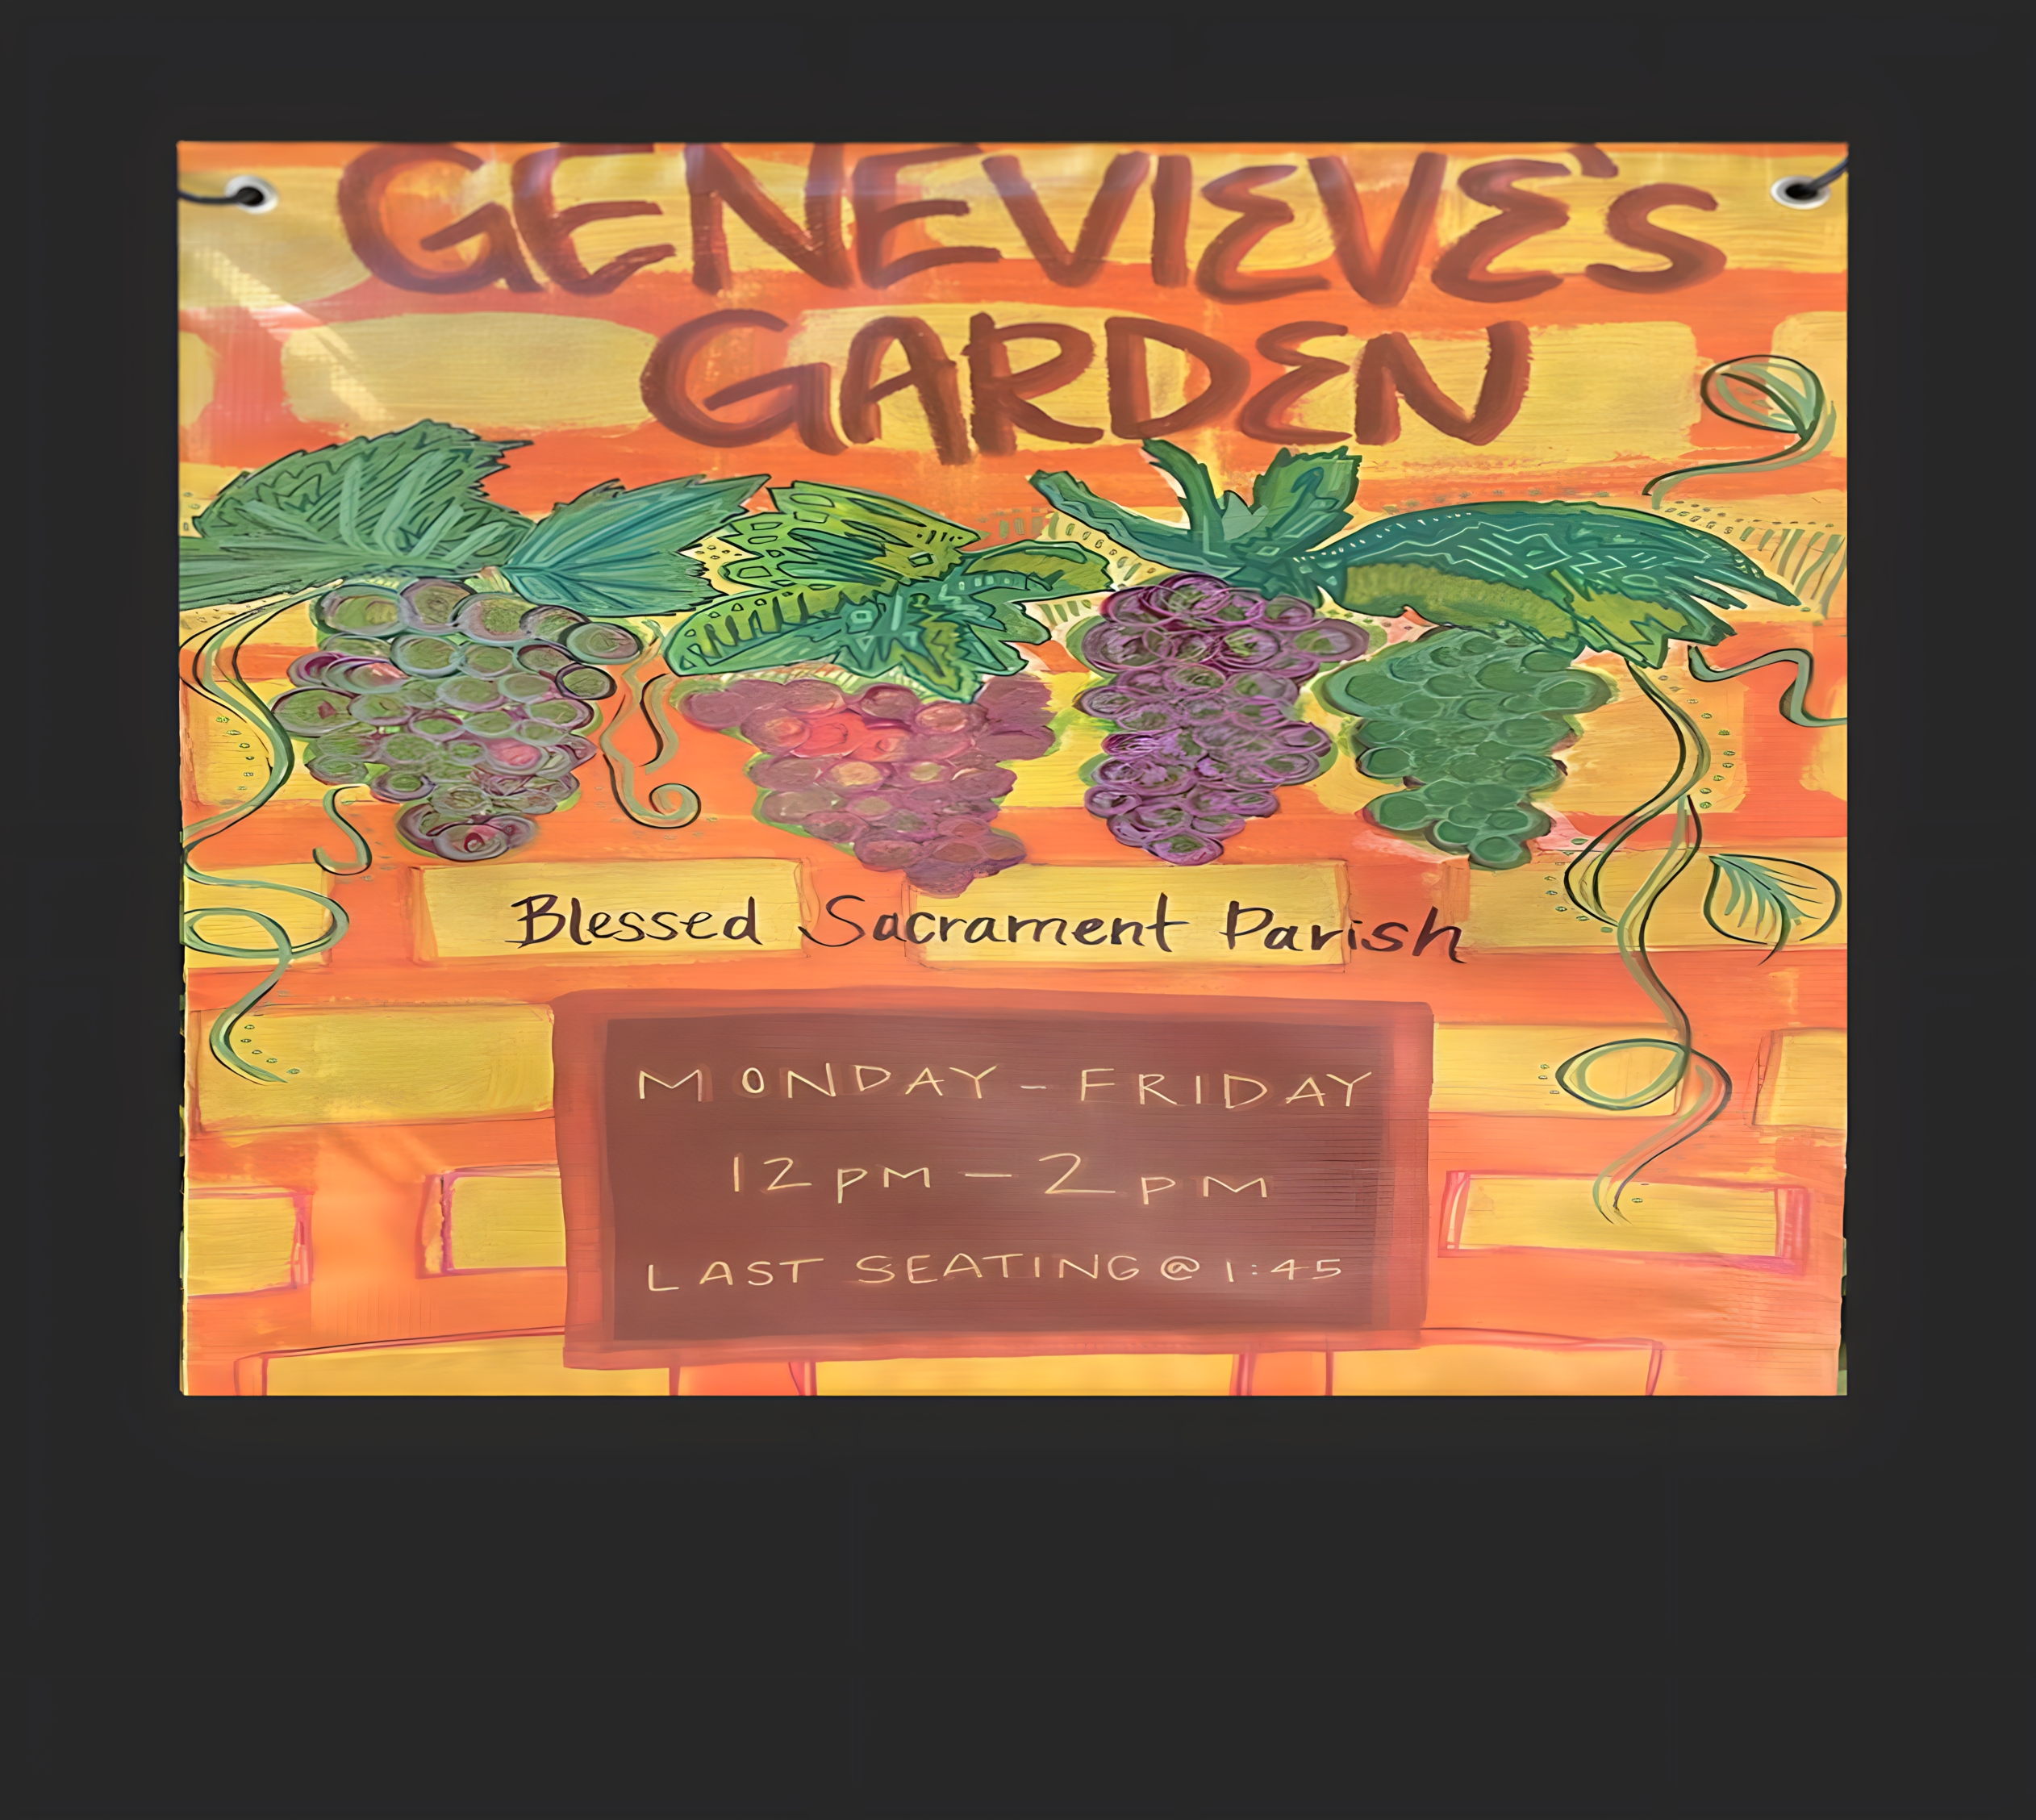 GENEVIEVE'S
GARDEN
Blessed Sacrament Parish
MONDAY-FRIDAY
12pm-2pm
LAST SEATING@1:45